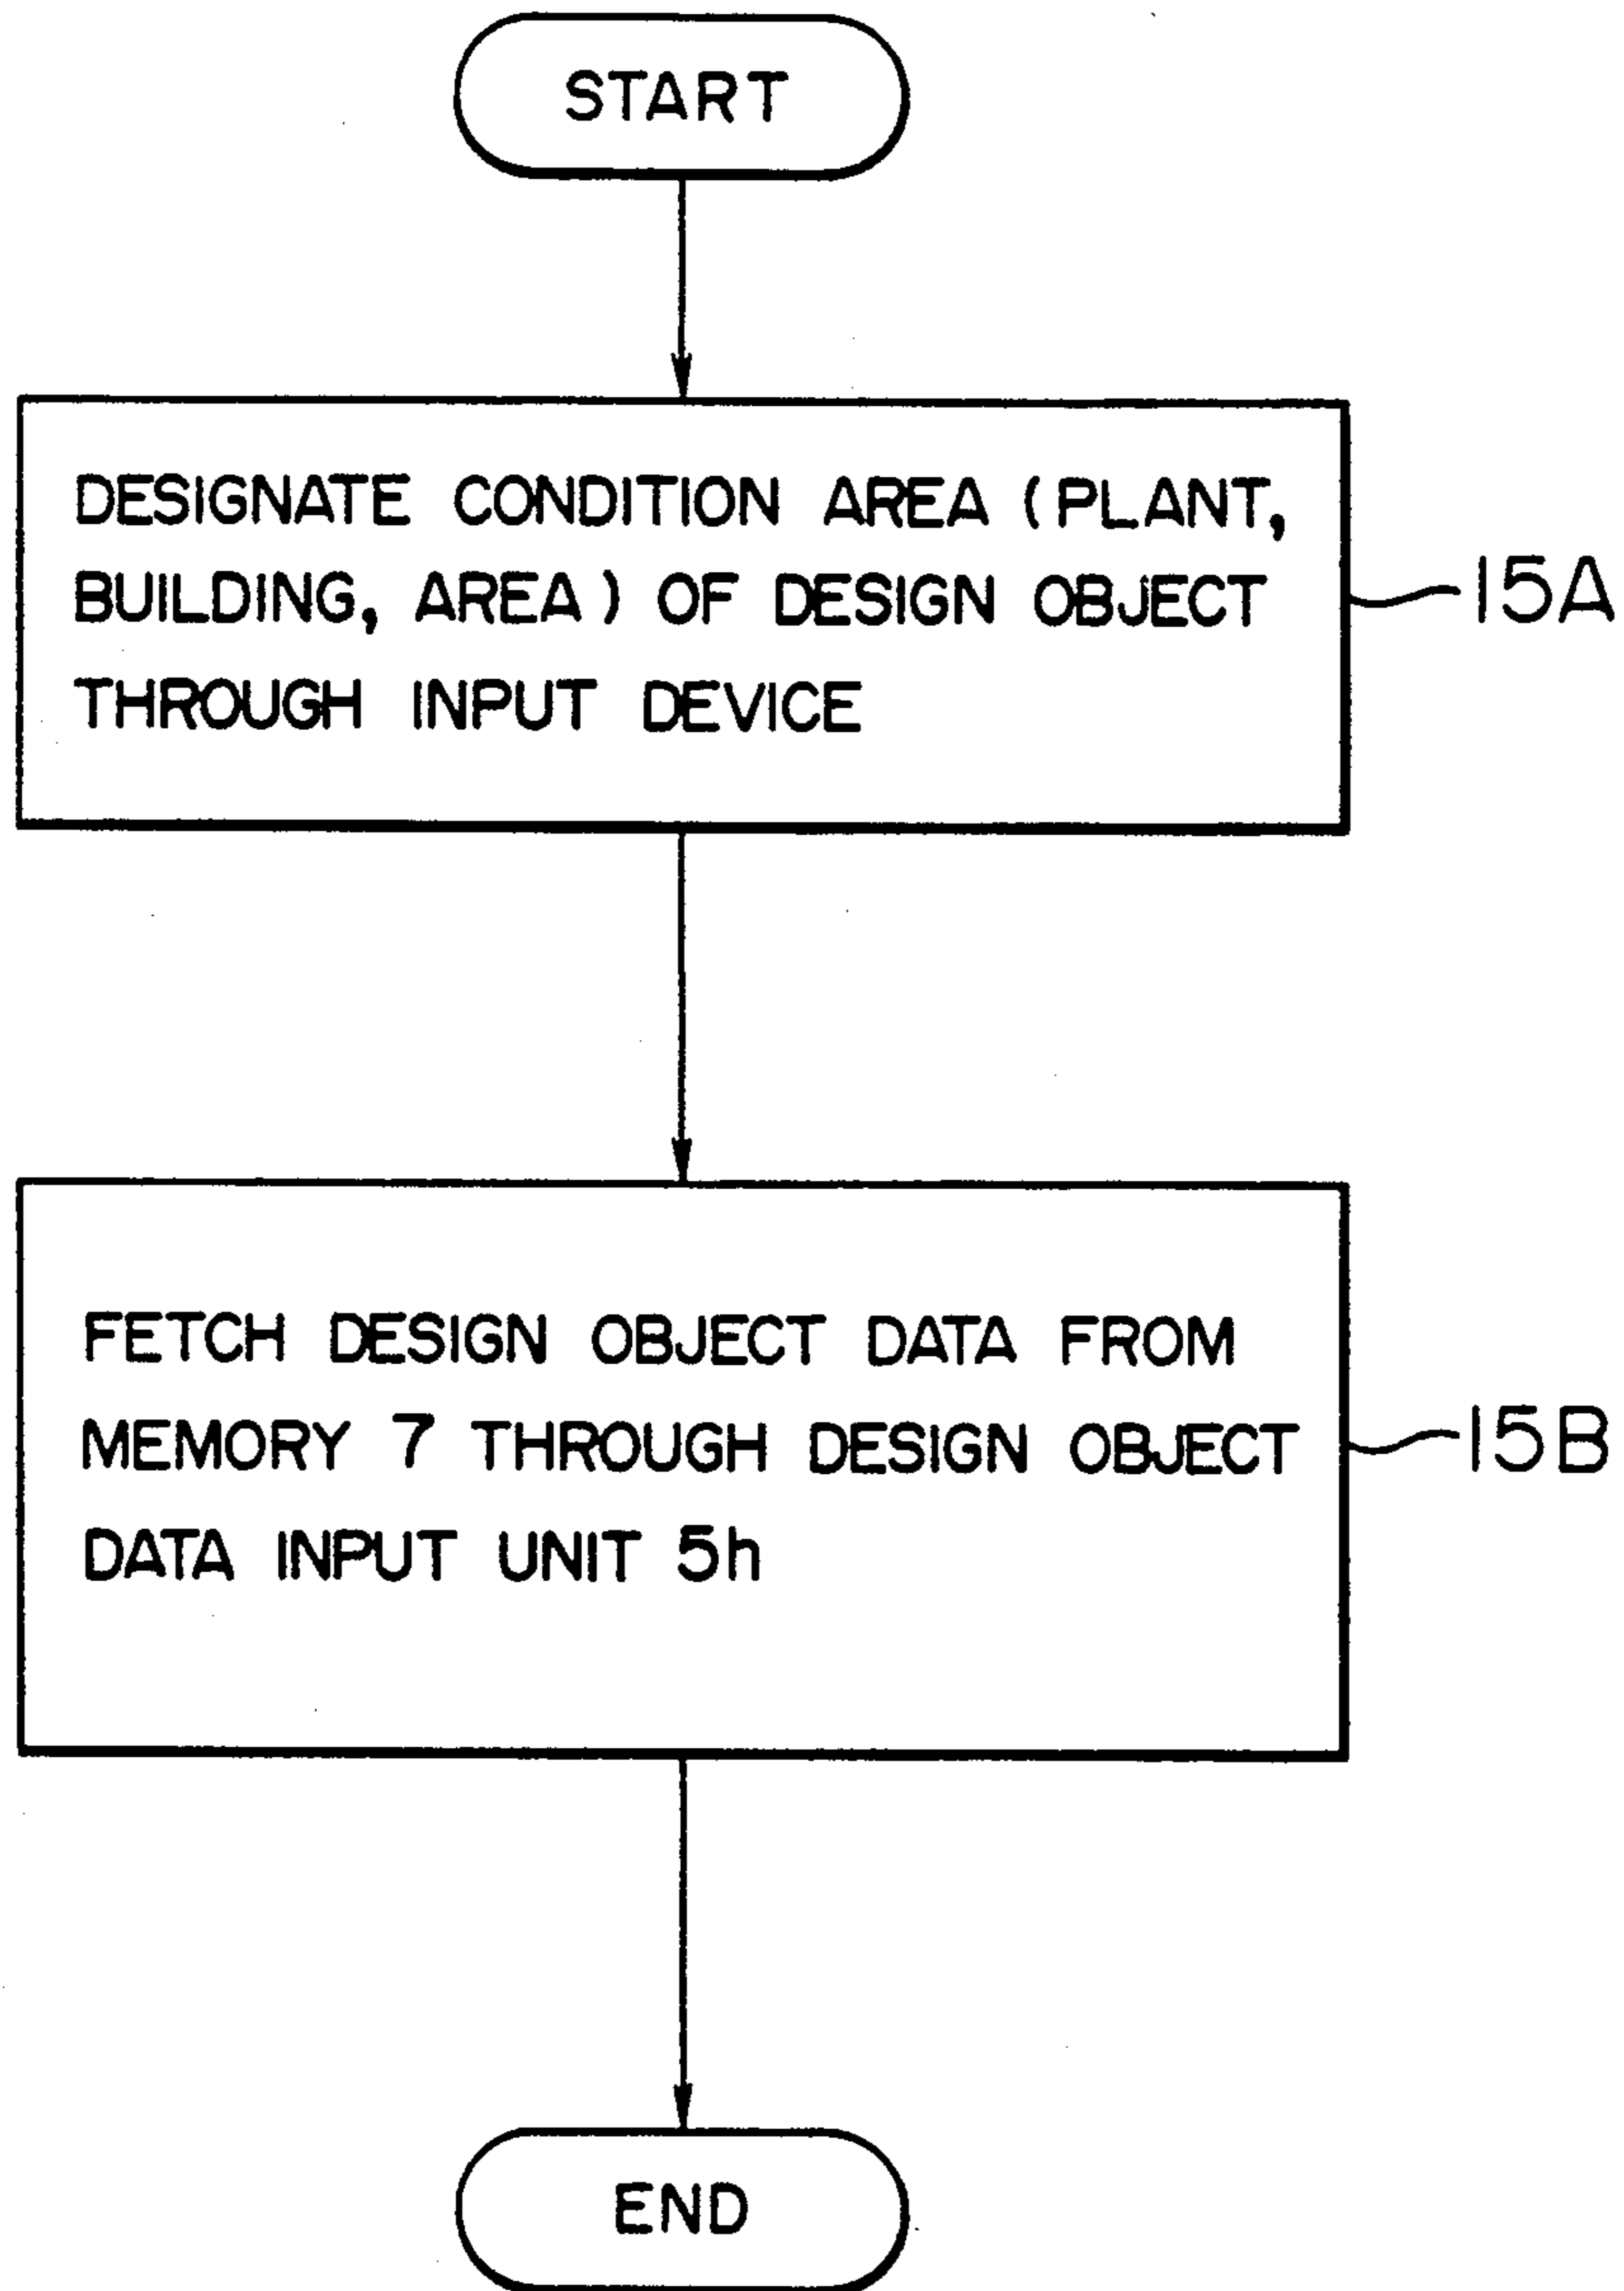 START
DESIGNATE CONDITION AREA (PLANT,
BUILDING, AREA) OF DESIGN OBJECT
THROUGH INPUT DEVICE
15A
FETCH DESIGN OBJECT DATA FROM
MEMORY 7 THROUGH DESIGN OBJECT
DATA INPUT UNIT 5h
15B
END